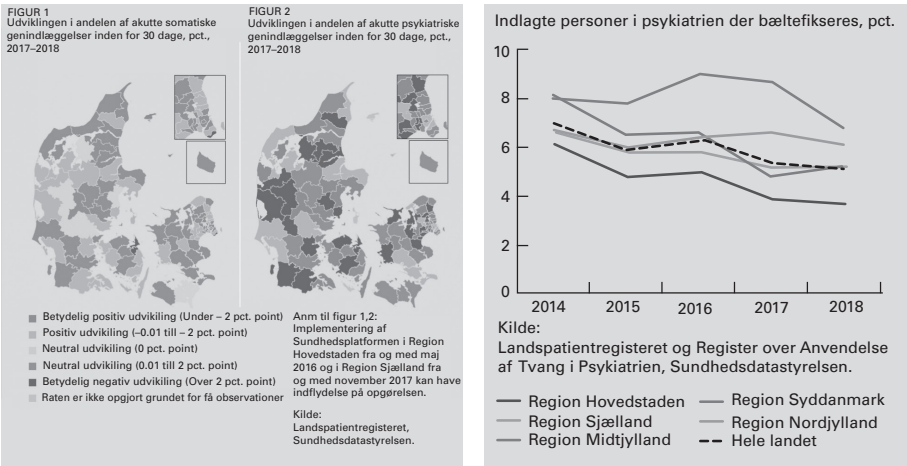 FIGUR 1
Udviklingen i andelen af akutte somatiske
genindlæggelser inden for 30 dage, pct.,
2017–2018
FIGUR 2
Udviklingen i andelen af akutte psykiatriske
genindlæggelser inden for 30 dage, pct.,
2017–2018
Betydelig positiv udvikiling (Under – 2 pct. point)
Positiv udvikiling (–0.01 till – 2 pct. point)
Neutral udvikiling (0 pct. point)
Neutral udvikiling (0.01 till 2 pct. point)
Betydelig negativ udvikiling (Over 2 pct. point)
Raten er ikke opgjort grundet for få observationer
Anm til figur 1,2:
Implementering af
Sundhedsplatformen i Region
Hovedstaden fra og med maj
2016 og i Region Sjælland fra
og med november 2017 kan have
indflydelse på opgørelsen.
Kilde:
Landspatientregisteret,
Sundhedsdatastyrelsen.
Indlagte personer i psykiatrien der bæltefikseres, pct.
10
8
6
4
2
0
2014 2015 2016 2017 2018
Kilde:
Landspatientregisteret og Register over Anvendelse
af Tvang i Psykiatrien, Sundhedsdatastyrelsen.
Region Hovedstaden
Region Sjælland
Region Midtjylland
Region Syddanmark
Region Nordjylland
Hele landet